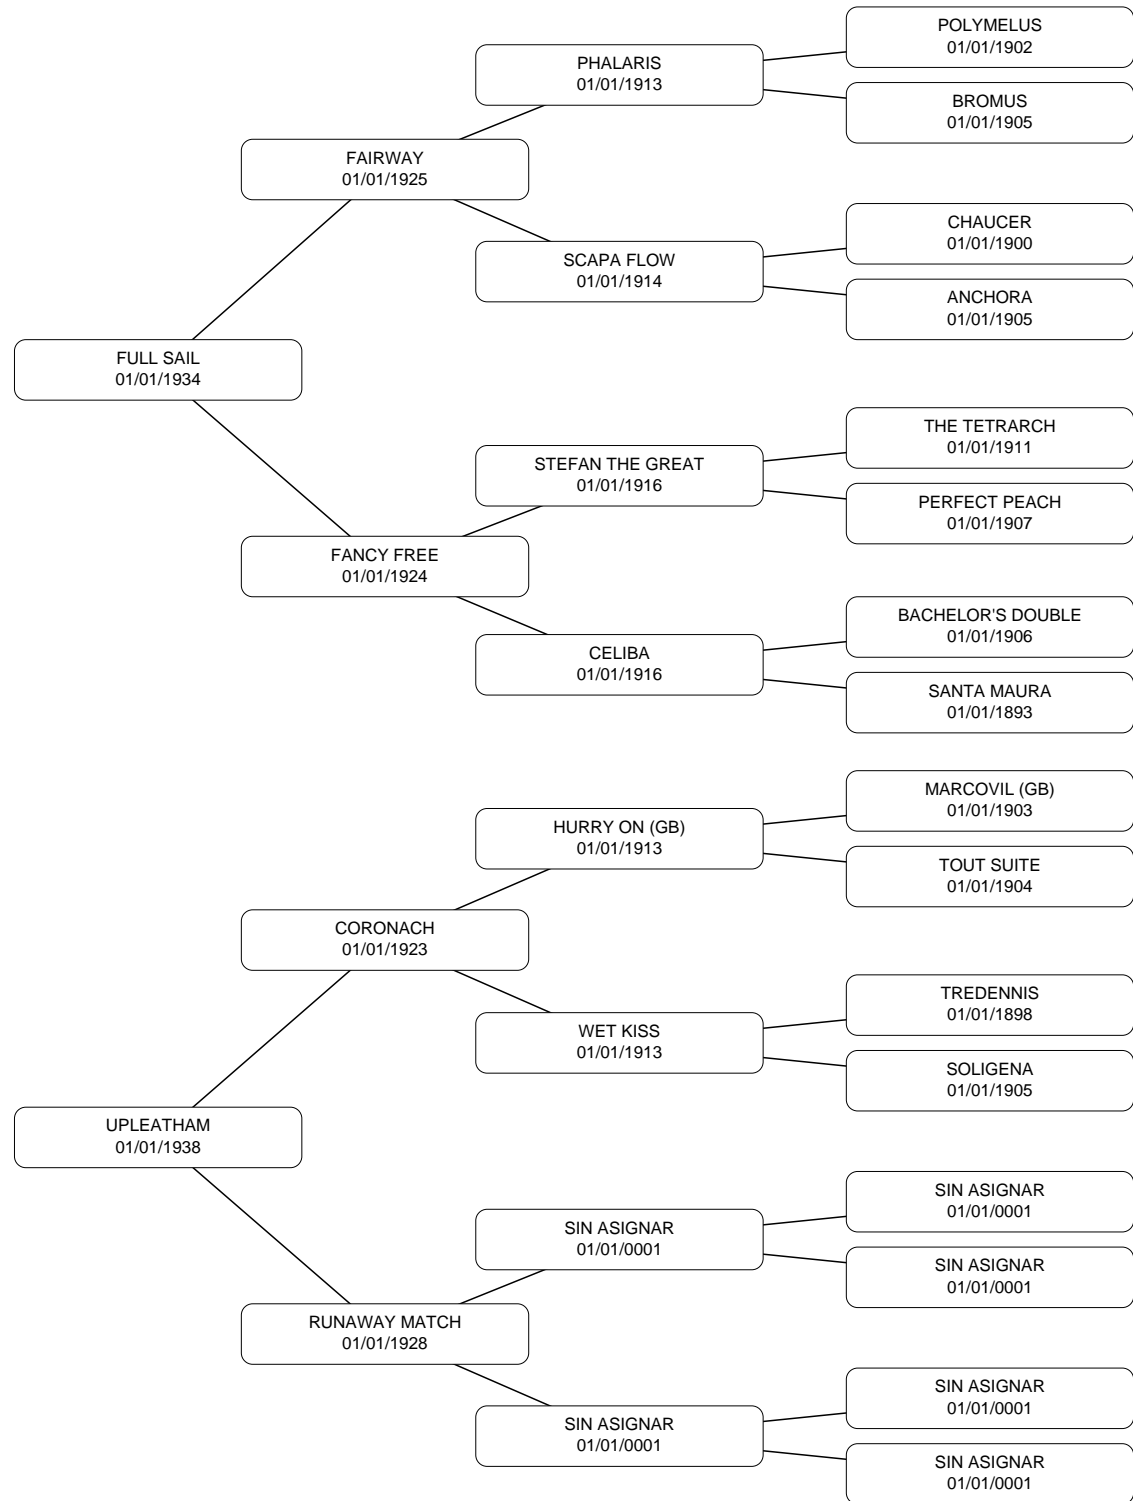 POLYMELUS
01/01/1902
PHALARIS
01/01/1913
BROMUS
01/01/1905
FAIRWAY
01/01/1925
CHAUCER
01/01/1900
SCAPA FLOW
01/01/1914
ANCHORA
01/01/1905
FULL SAIL
01/01/1934
THE TETRARCH
01/01/1911
STEFAN THE GREAT
01/01/1916
PERFECT PEACH
01/01/1907
FANCY FREE
01/01/1924
BACHELOR'S DOUBLE
01/01/1906
CELIBA
01/01/1916
SANTA MAURA
01/01/1893
MARCOVIL (GB)
01/01/1903
HURRY ON (GB)
01/01/1913
TOUT SUITE
01/01/1904
CORONACH
01/01/1923
TREDENNIS
01/01/1898
WET KISS
01/01/1913
SOLIGENA
01/01/1905
UPLEATHAM
01/01/1938
SIN ASIGNAR
01/01/0001
SIN ASIGNAR
01/01/0001
SIN ASIGNAR
01/01/0001
RUNAWAY MATCH
01/01/1928
SIN ASIGNAR
01/01/0001
SIN ASIGNAR
01/01/0001
SIN ASIGNAR
01/01/0001